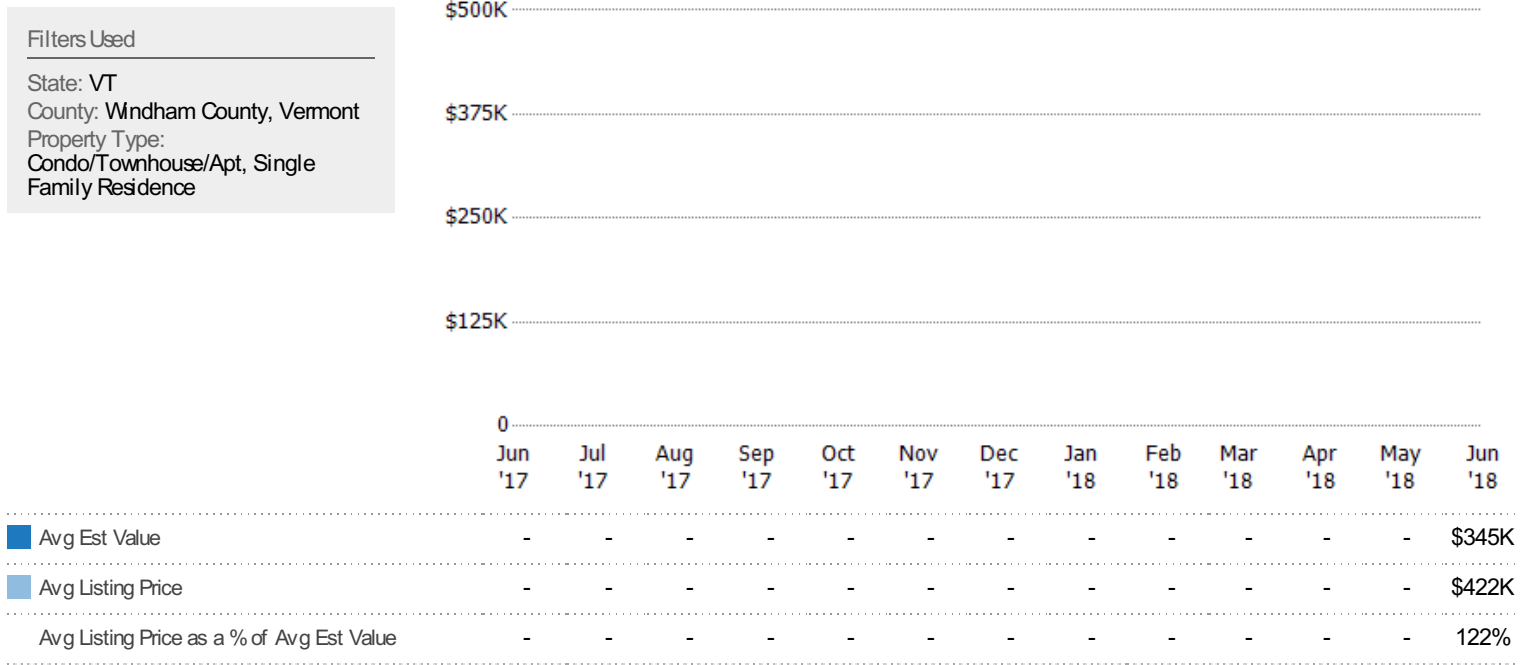 Filters Used
State: VT
County: Windham County, Vermont
Property Type:
Condo/Townhouse/Apt, Single
Family Residence
$500K
$375K
$250K
$125K
0
Jun Jul Aug Sep Oct Nov Dec Jan Feb Mar Apr May Jun
'17 '17 '17 '17 '17 '17 '17 '18 '18 '18 '18 '18 '18
Avg Est Value - - - - - - - - - - - - $345K
Avg Listing Price - - - - - - - - - - - - $422K
Avg Listing Price as a % of Avg Est Value - - - - - - - - - - - - 122%